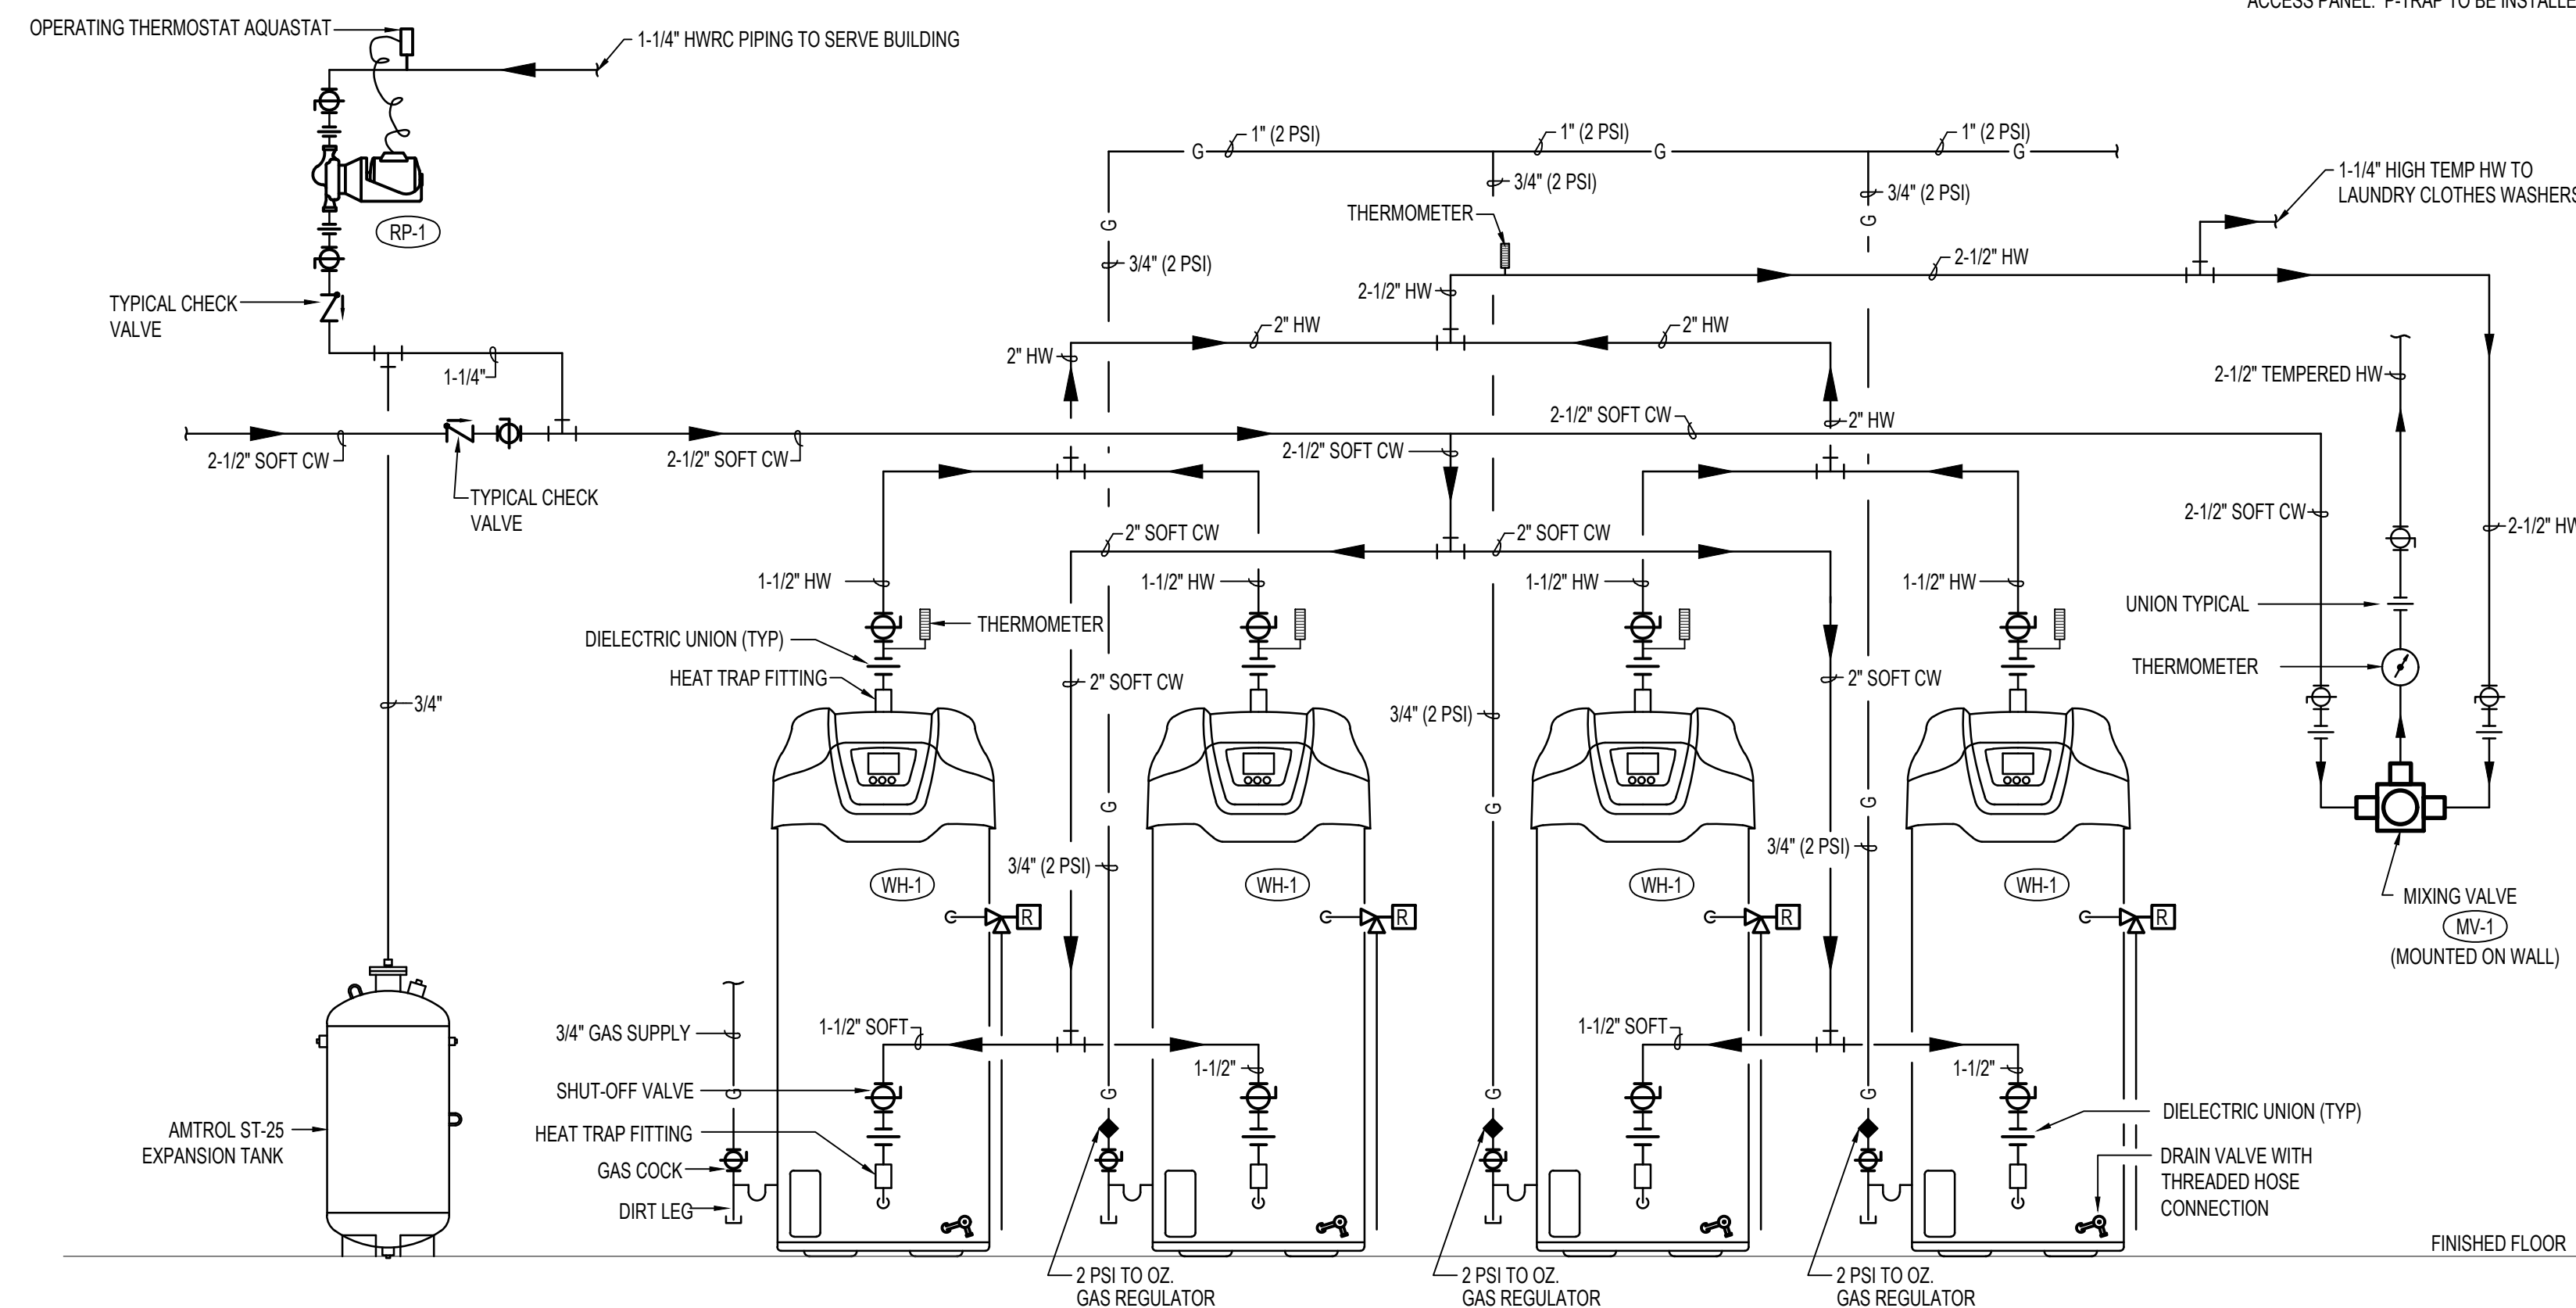 ACCESS PANEL. P-TRAP TO BE INSTALLE
OPERATING THERMOSTAT AQUASTAT
1-1/4" HWRC PIPING TO SERVE BUILDING
1" (2 PSI)
1" (2 PSI)
1" (2 PSI)
G
G
G
1-1/4" HIGH TEMP HW TO
LAUNDRY CLOTHES WASHERS
3/4" (2 PSI)
3/4" (2 PSI)
THERMOMETER
RP-1
G
G
3/4" (2 PSI)
2-1/2" HW
2-1/2" HW
TYPICAL CHECK
VALVE
2" HW
2" HW
2" HW
1-1/4"
2-1/2" TEMPERED HW
2-1/2" SOFT CW
2" HW
2-1/2" SOFT CW
2-1/2" SOFT CW
2-1/2" SOFT CW
TYPICAL CHECK
VALVE
2-1/2" SOFT CW
2-1/2" HW
2" SOFT CW
2" SOFT CW
1-1/2" HW
1-1/2" HW
1-1/2" HW
1-1/2" HW
UNION TYPICAL
THERMOMETER
DIELECTRIC UNION (TYP)
THERMOMETER
HEAT TRAP FITTING
2" SOFT CW
2" SOFT CW
3/4"
3/4" (2 PSI)
G
G
G
3/4" (2 PSI)
3/4" (2 PSI)
WH-1
WH-1
WH-1
WH-1
MIXING VALVE
MV-1
(MOUNTED ON WALL)
R
R
R
R
3/4" GAS SUPPLY
1-1/2" SOFT
1-1/2" SOFT
1-1/2"
1-1/2"
SHUT-OFF VALVE
G
G
G
G
DIELECTRIC UNION (TYP)
AMTROL ST-25
EXPANSION TANK
HEAT TRAP FITTING
GAS COCK
DIRT LEG
DRAIN VALVE WITH
THREADED HOSE
CONNECTION
FINISHED FLOOR
2 PSI TO OZ.
GAS REGULATOR
2 PSI TO OZ.
GAS REGULATOR
2 PSI TO OZ.
GAS REGULATOR